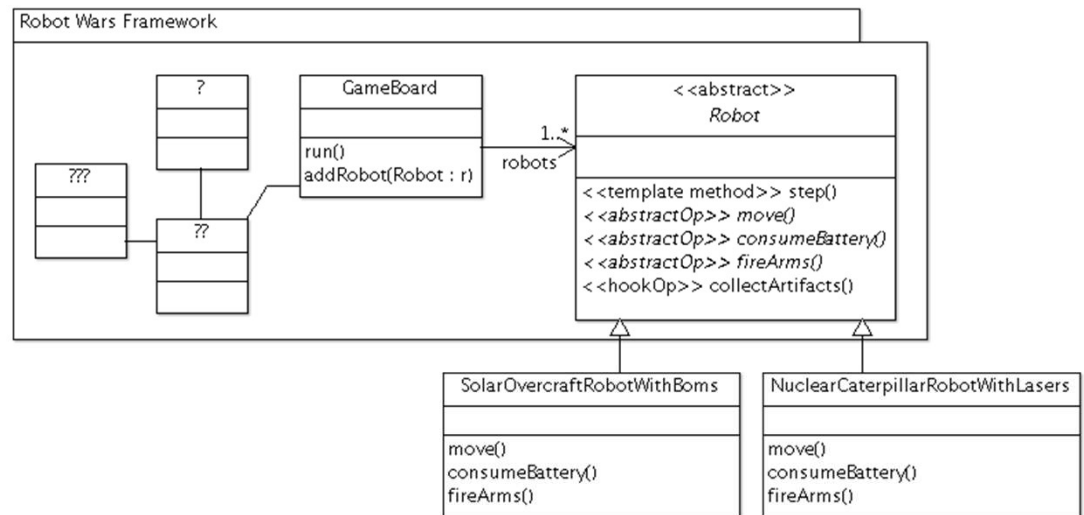 Robot Wars Framework
?
GameBoard
run()
addRobot(Robot : r)
1..*
robots
<<abstract>>
Robot
<<template method>> step()
<<abstractOp>> move()
<<abstractOp>> consumeBattery()
<<abstractOp>> fireArms()
<<hookOp>> collectArtifacts()
???
??
SolarOvercraftRobotWithBoms
move()
consumeBattery()
fireArms()
NuclearCaterpillarRobotWithLasers
move()
consumeBattery()
fireArms()